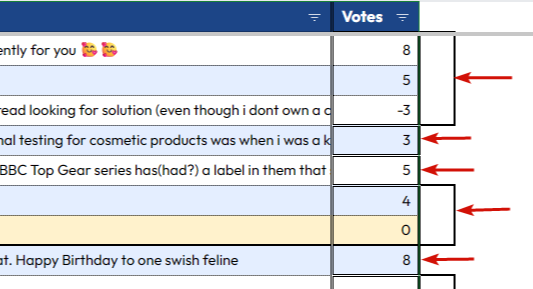 Votes
ently for you 🥰 🥰 8
5
read looking for solution (even though i dont own a c -3
nal testing for cosmetic products was when i was a k 3
BBC Top Gear series has(had?) a label in them that 5
4
0
at. Happy Birthday to one swish feline 8